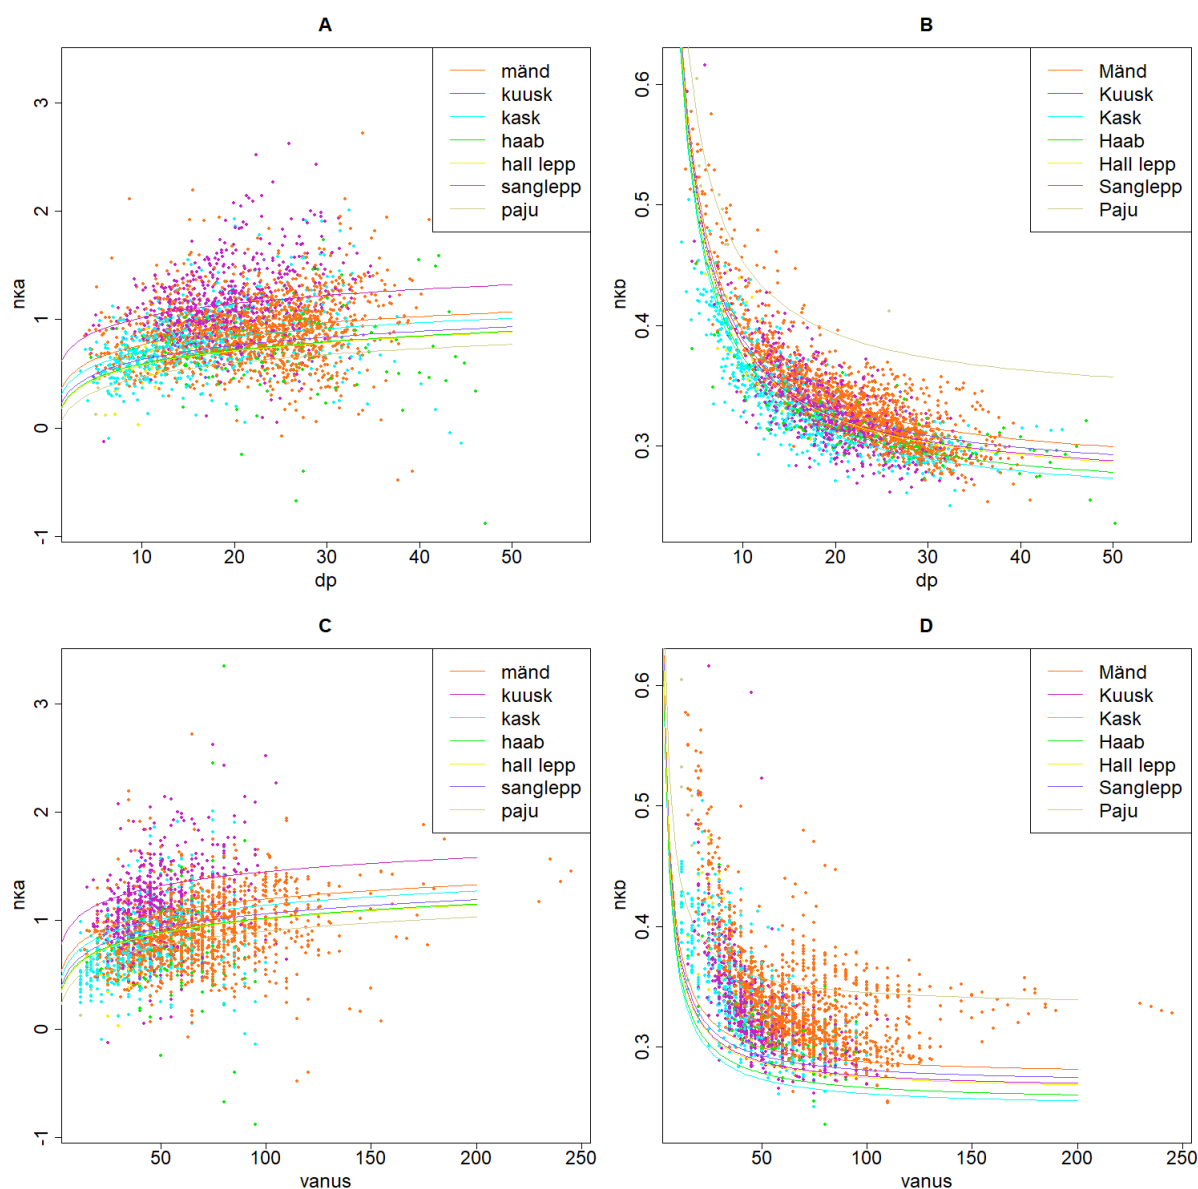 A
mänd
kuusk
kask
haab
hall lepp
sanglepp
paju
nka
3
2
1
0
-1
10
20
30
40
50
dp
B
Mänd
Kuusk
Kask
Haab
Hall lepp
Sanglepp
Paju
nkb
0.6
0.5
0.4
0.3
10
20
30
40
50
dp
C
mänd
kuusk
kask
haab
hall lepp
sanglepp
paju
nka
3
2
1
0
-1
50
100
150
200
250
vanus
D
Mänd
Kuusk
Kask
Haab
Hall lepp
Sanglepp
Paju
nkb
0.6
0.5
0.4
0.3
50
100
150
200
250
vanus